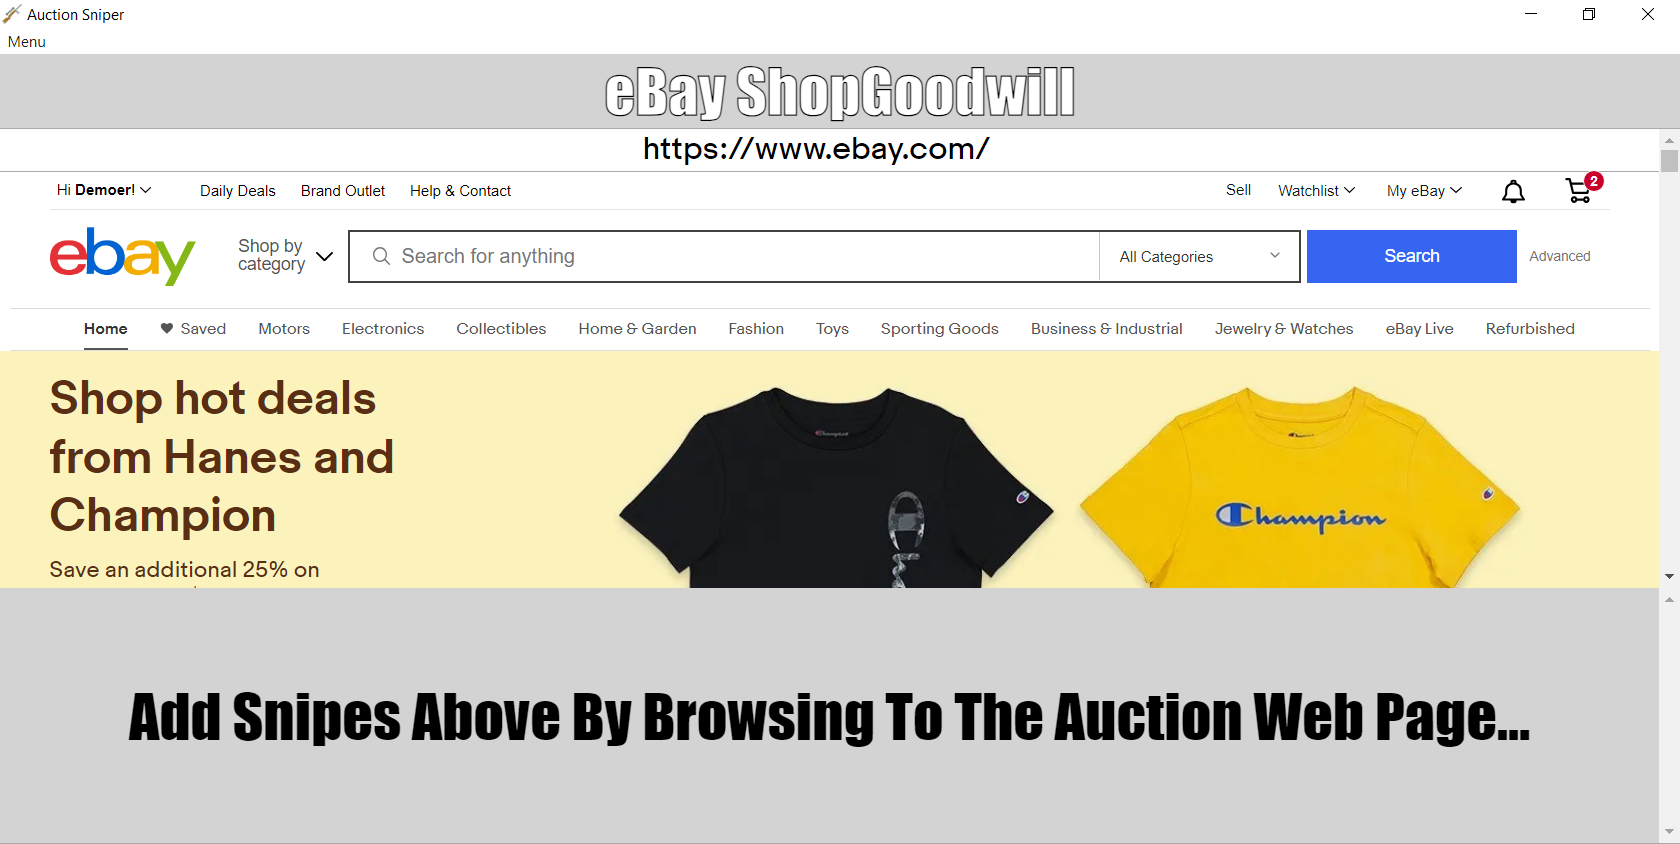 Auction Sniper
Menu
eBay ShopGoodwill
https://www.ebay.com/
Hi Demoer! Daily Deals Brand Outlet Help & Contact Sell Watchlist My eBay 2
ebay
Shop by
category
Search for anything All Categories Search Advanced
Home Saved Motors Electronics Collectibles Home & Garden Fashion Toys Sporting Goods Business & Industrial Jewelry & Watches eBay Live Refurbished
Shop hot deals
from Hanes and
Champion
Save an additional 25% on
Champion
Champion
Add Snipes Above By Browsing To The Auction Web Page...